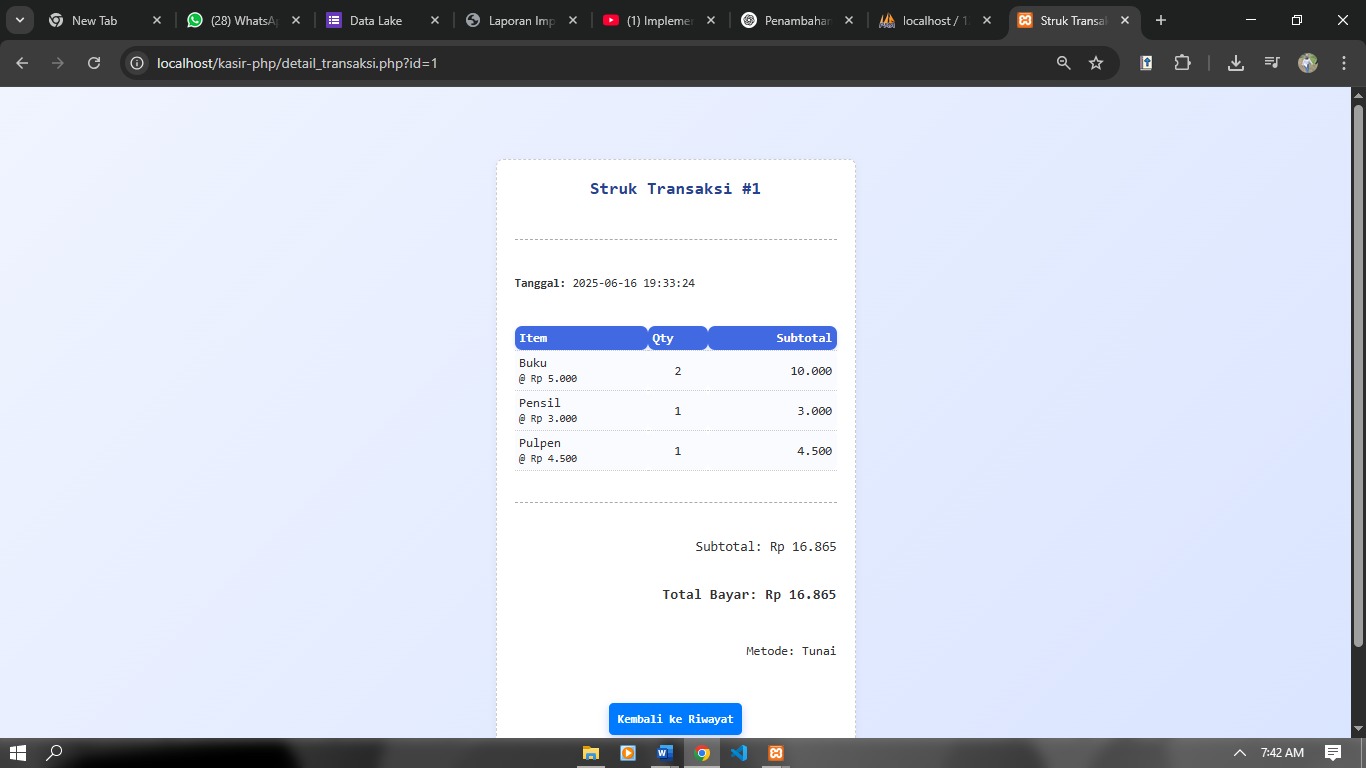 New Tab
(28) WhatsA
Data Lake
Laporan Imp
(1) Impleme
Penambahan
localhost / 1
Struk Transa
localhost/kasir-php/detail_transaksi.php?id=1
Struk Transaksi #1
Tanggal: 2025-06-16 19:33:24
Item Qty Subtotal
Buku 2 10.000
@ Rp 5.000
Pensil 1 3.000
@ Rp 3.000
Pulpen 1 4.500
@ Rp 4.500
Subtotal: Rp 16.865
Total Bayar: Rp 16.865
Metode: Tunai
Kembali ke Riwayat
7:42 AM